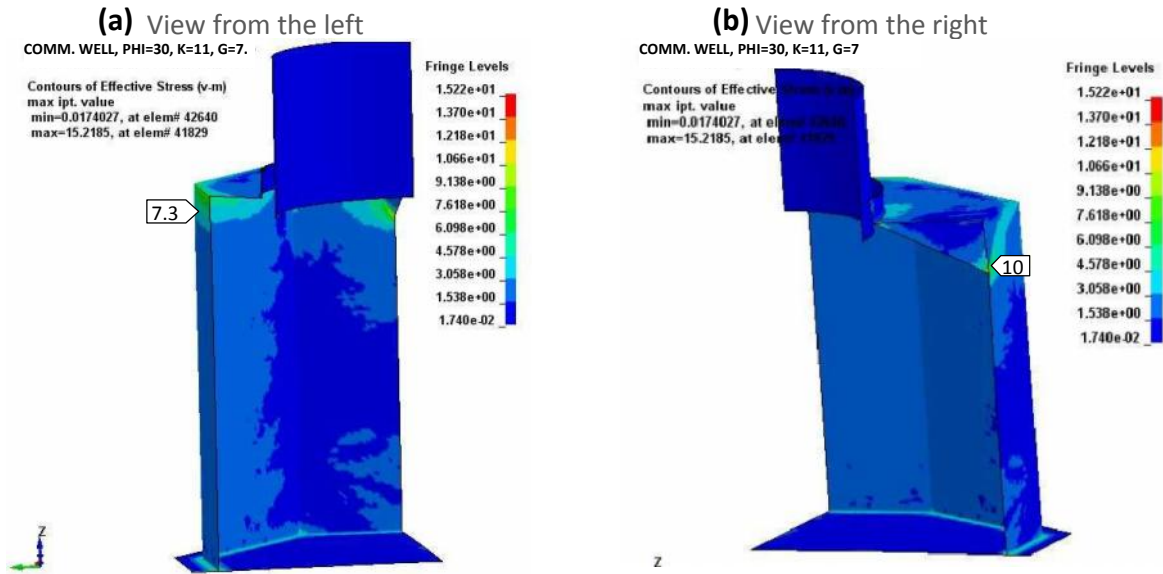 (a) View from the left
COMM. WELL, PHI=30, K=11, G=7.
Contours of Effective Stress (v-m)
max ipt. value
min=0.0174027, at elem# 42640
max=15.2185, at elem# 41829
Fringe Levels
1.522e+01
1.370e+01
1.218e+01
1.066e+01
9.138e+00
7.618e+00
6.098e+00
4.578e+00
3.058e+00
1.538e+00
1.740e-02
7.3
Z
(b) View from the right
COMM. WELL, PHI=30, K=11, G=7
Contours of Effective Stress
max ipt. value
min=0.0174027, at elem#
max=15.2185, at elem#
Fringe Levels
1.522e+01
1.370e+01
1.218e+01
1.066e+01
9.138e+00
7.618e+00
6.098e+00
4.578e+00
3.058e+00
1.538e+00
1.740e-02
10
Z